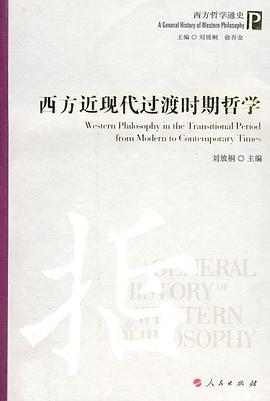 西方哲学通史
A General History of Western Philosophy
P
主编 / 刘放桐 俞吾金
西方近现代过渡时期哲学
Western Philosophy in the Transitional Period
from Modern to Contemporary Times
刘放桐 主编
哲
A GENERAL
HISTORY OF
WESTERN
PHILOSOPHY
人民出版社